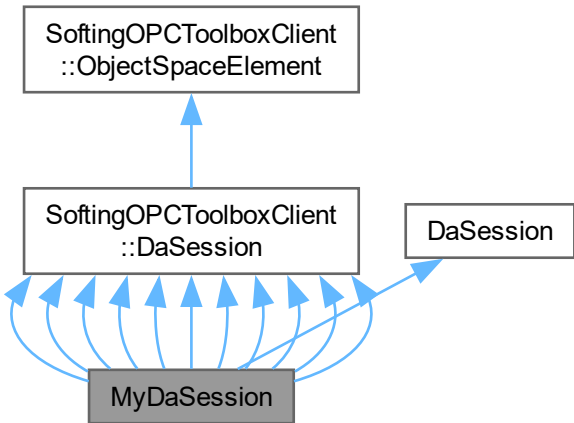 SoftingOPCToolboxClient
::ObjectSpaceElement
SoftingOPCToolboxClient
::DaSession
DaSession
MyDaSession